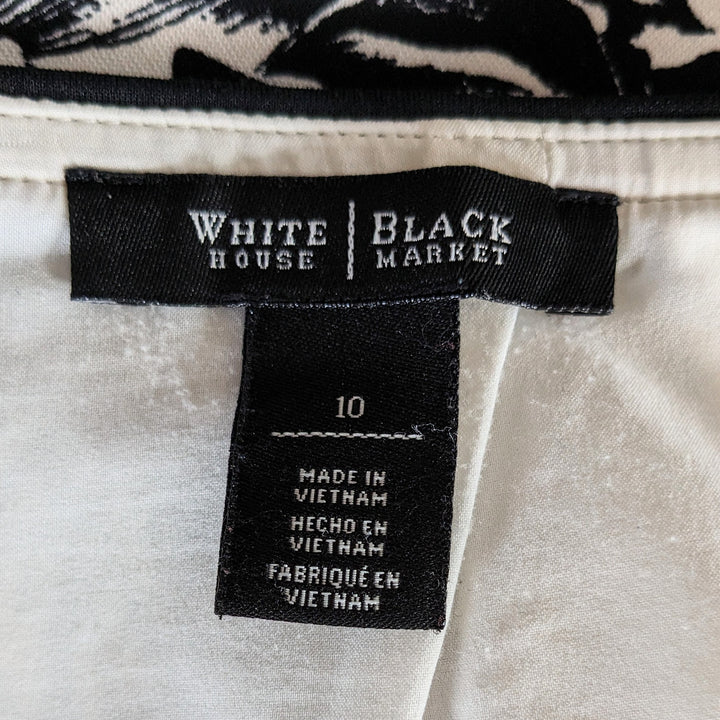 WHITE | BLACK
HOUSE | MARKET
10
MADE IN
VIETNAM
HECHO EN
VIETNAM
FABRIQUÉ EN
VIETNAM